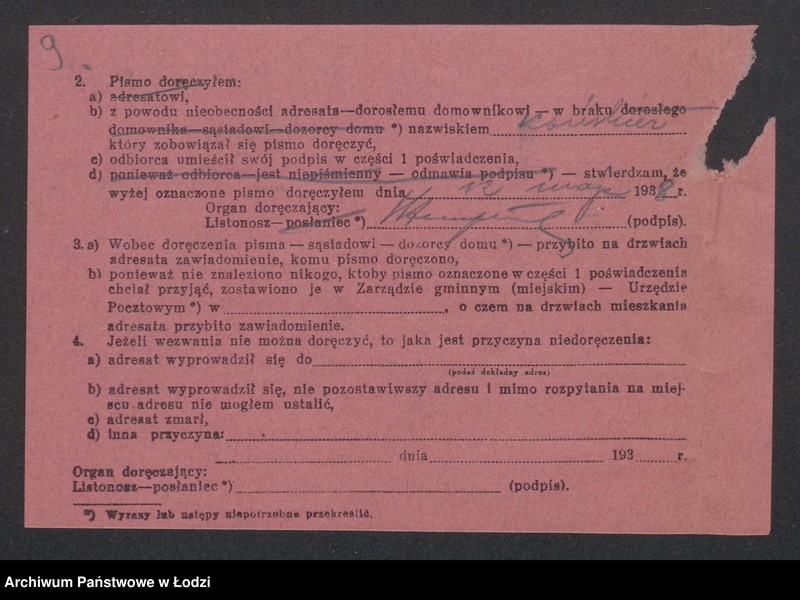 9
2. Pismo doręczyłem:
a) adresatowi,
b) z powodu nieobecności adresata—dorosłemu domownikowi — w braku dorosłego
domownika—sąsiadowi—dozorcy domu *) nazwiskiem
który zobowiązał się pismo doręczyć,
c) odbiorca umieścił swój podpis w części 1 poświadczenia,
d) ponieważ odbiorca—jest niepiśmienny — odmawia podpisu *) — stwierdzam, że
wyżej oznaczone pismo doręczyłem dnia 12 maja 1938 r.
Organ doręczający:
Listonosz—posłaniec *) (podpis).
3. a) Wobec doręczenia pisma — sąsiadowi — dozorcy domu *) — przybito na drzwiach
adresata zawiadomienie, komu pismo doręczono,
b) ponieważ nie znaleziono nikogo, ktoby pismo oznaczone w części 1 poświadczenia
chciał przyjąć, zostawiono je w Zarządzie gminnym (miejskim) — Urzędzie
Pocztowym *) w , o czem na drzwiach mieszkania
adresata przybito zawiadomienie.
4. Jeżeli wezwania nie można doręczyć, to jaka jest przyczyna niedoręczenia:
a) adresat wyprowadził się do
(podać dokładny adres)
b) adresat wyprowadził się, nie pozostawiwszy adresu i mimo rozpytania na miej-
scu adresu nie mogłem ustalić,
c) adresat zmarł,
d) inna przyczyna:
dnia 193 r.
Organ doręczający:
Listonosz—posłaniec *) (podpis).
*) Wyrazy lub ustępy niepotrzebne przekreślić.
Archiwum Państwowe w Łodzi